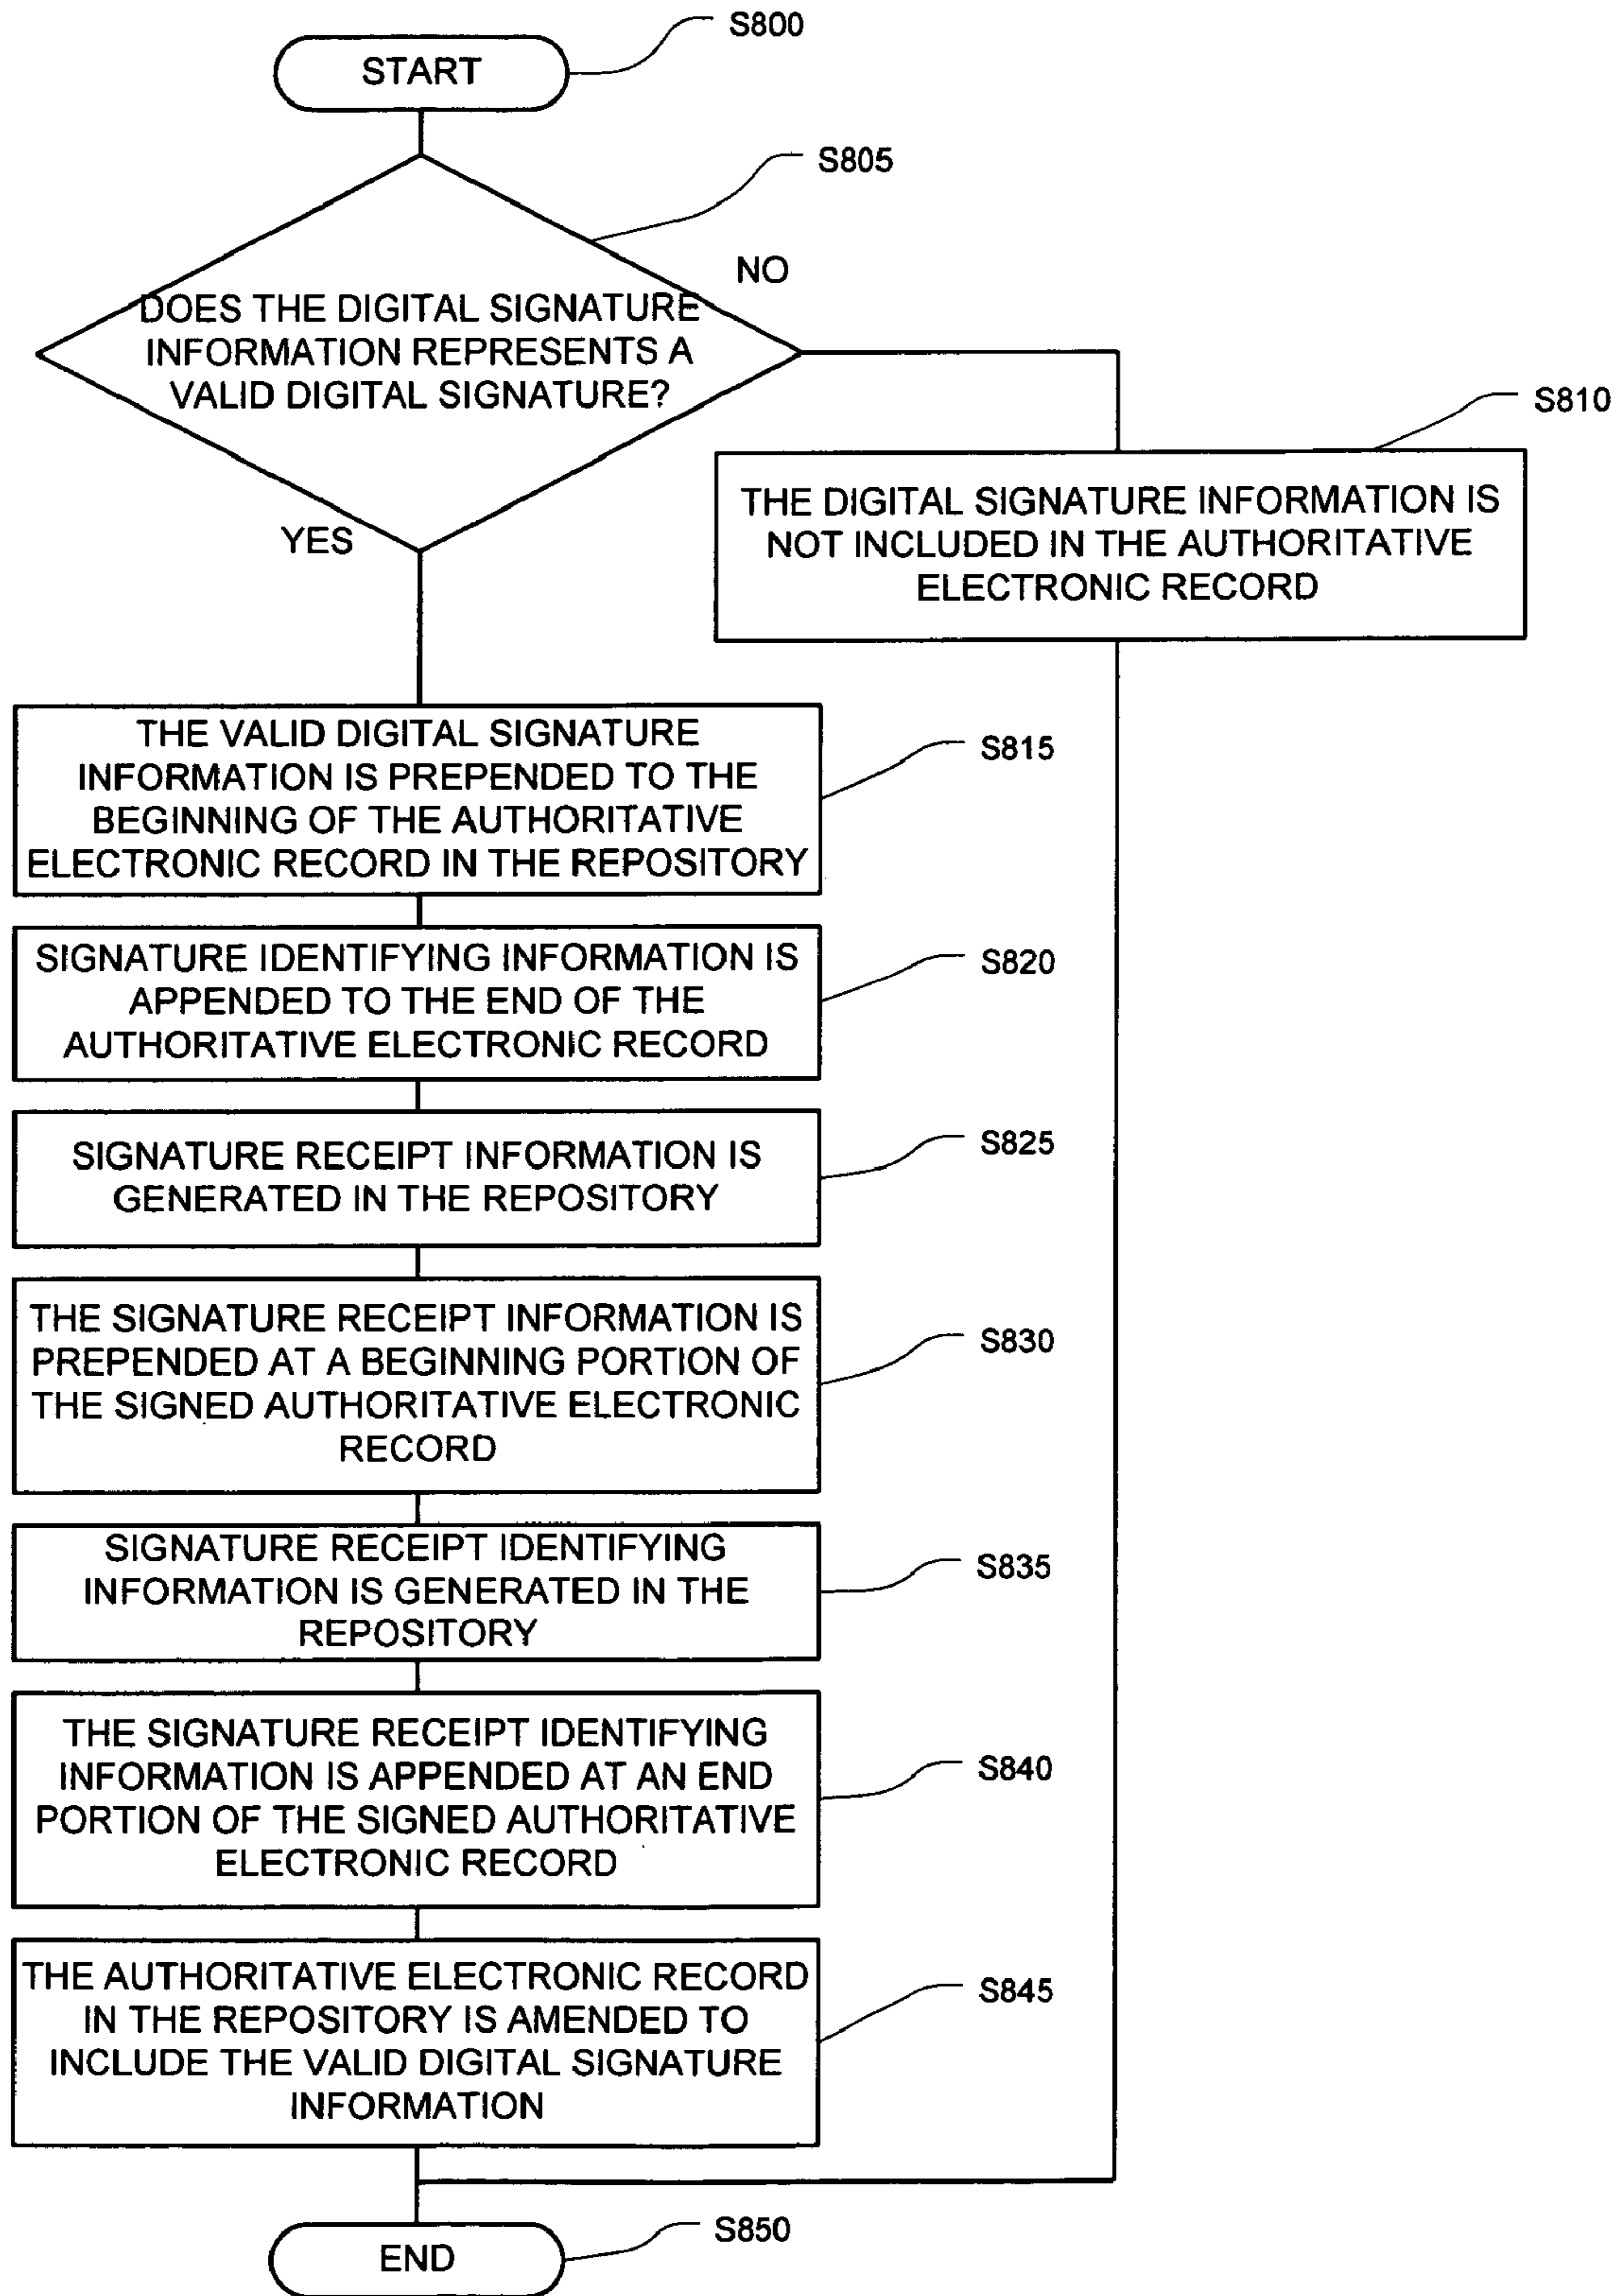 S800
START
S805
NO
DOES THE DIGITAL SIGNATURE
INFORMATION REPRESENTS A
VALID DIGITAL SIGNATURE?
S810
THE DIGITAL SIGNATURE INFORMATION IS
NOT INCLUDED IN THE AUTHORITATIVE
ELECTRONIC RECORD
YES
THE VALID DIGITAL SIGNATURE
INFORMATION IS PREPENDED TO THE
BEGINNING OF THE AUTHORITATIVE
ELECTRONIC RECORD IN THE REPOSITORY
S815
SIGNATURE IDENTIFYING INFORMATION IS
APPENDED TO THE END OF THE
AUTHORITATIVE ELECTRONIC RECORD
S820
SIGNATURE RECEIPT INFORMATION IS
GENERATED IN THE REPOSITORY
S825
THE SIGNATURE RECEIPT INFORMATION IS
PREPENDED AT A BEGINNING PORTION OF
THE SIGNED AUTHORITATIVE ELECTRONIC
RECORD
S830
SIGNATURE RECEIPT IDENTIFYING
INFORMATION IS GENERATED IN THE
REPOSITORY
S835
THE SIGNATURE RECEIPT IDENTIFYING
INFORMATION IS APPENDED AT AN END
PORTION OF THE SIGNED AUTHORITATIVE
ELECTRONIC RECORD
S840
THE AUTHORITATIVE ELECTRONIC RECORD
IN THE REPOSITORY IS AMENDED TO
INCLUDE THE VALID DIGITAL SIGNATURE
INFORMATION
S845
S850
END